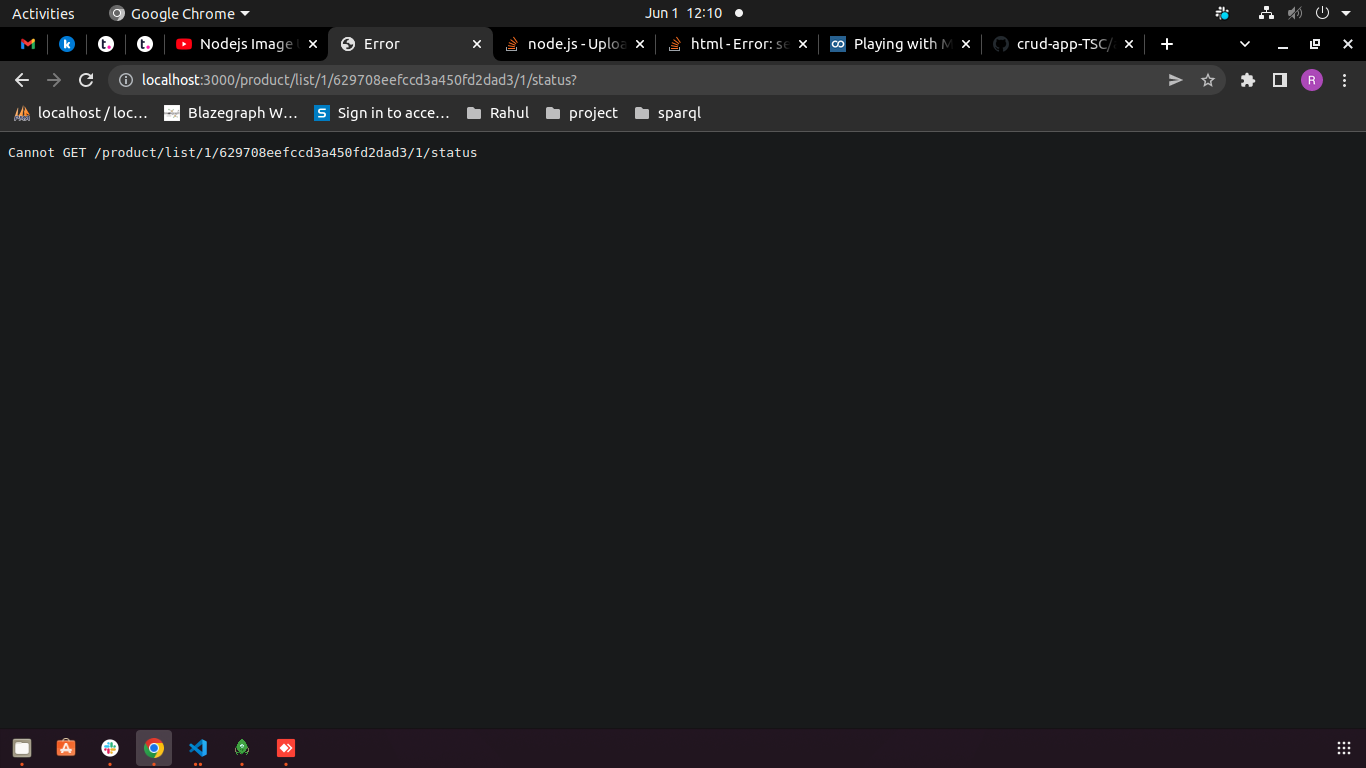 Activities
Google Chrome
Jun 1 12:10
Nodejs Image
Error
node.js - Uploa
html - Error: se
Playing with M
crud-app-TSC/
localhost:3000/product/list/1/629708eefccd3a450fd2dad3/1/status?
R
localhost / loc...
Blazegraph W...
S
Sign in to acce...
Rahul
project
sparql
Cannot GET /product/list/1/629708eefccd3a450fd2dad3/1/status